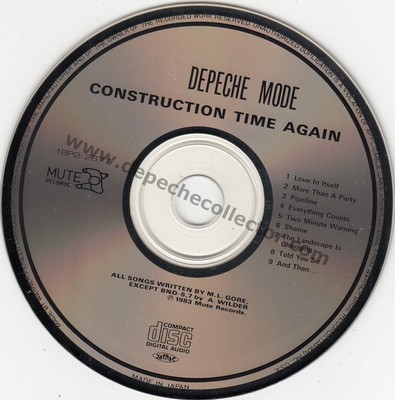 DEPECHE MODE
CONSTRUCTION TIME AGAIN
www.depechecollector.com
MUTE
RECORDS
1 Love In Itself
2 More Than A Party
3 Pipeline
4 Everything Counts
5 Two Minute Warning
6 Shame
7 The Landscape Is
Changing
8 Told You So
9 And Then...
ALL SONGS WRITTEN BY M.L. GORE,
EXCEPT BND-5,7 by A. WILDER
℗ 1983 Mute Records.
COMPACT
disc
DIGITAL AUDIO
MADE IN JAPAN